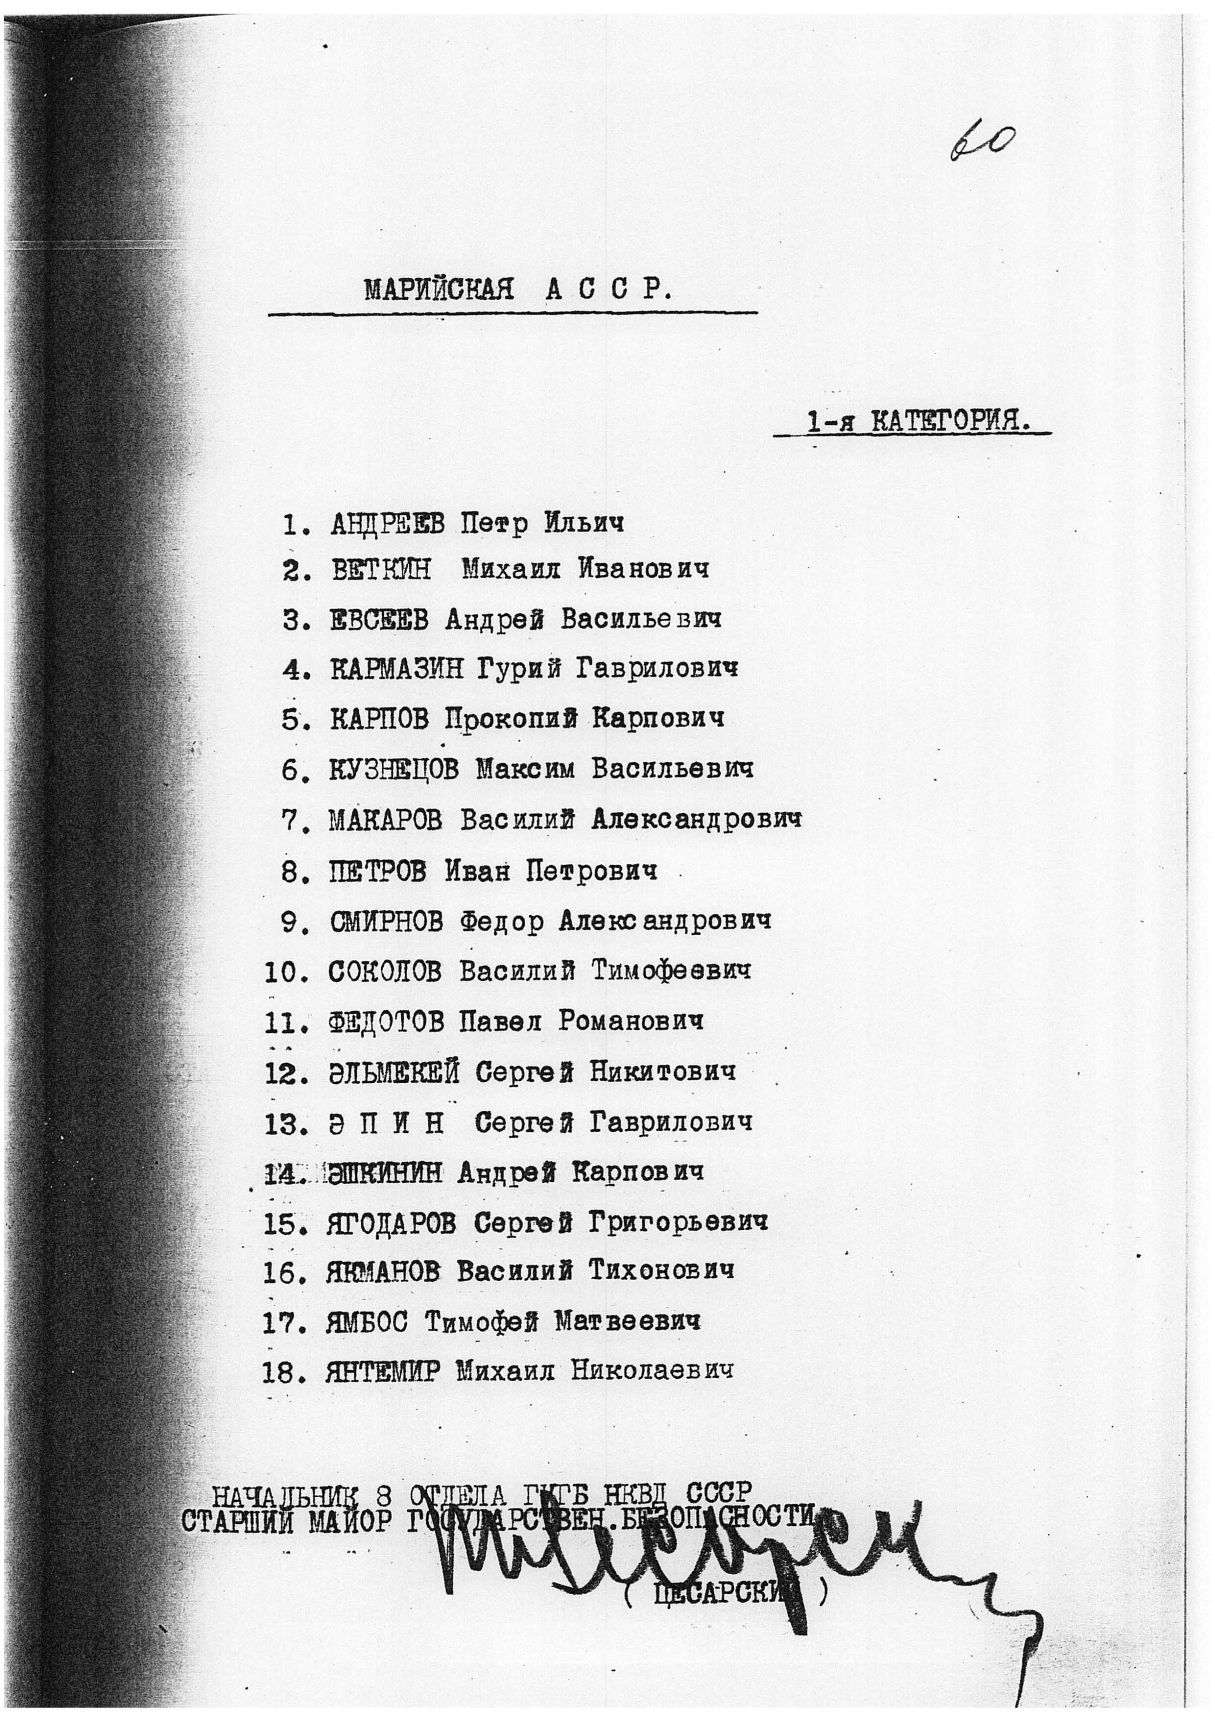 60
МАРИЙСКАЯ А С С Р.
1-я КАТЕГОРИЯ.
1. АНДРЕЕВ Петр Ильич
2. ВЕТКИН Михаил Иванович
3. ЕВСЕЕВ Андрей Васильевич
4. КАРМАЗИН Гурий Гаврилович
5. КАРПОВ Прокопий Карпович
6. КУЗНЕЦОВ Максим Васильевич
7. МАКАРОВ Василий Александрович
8. ПЕТРОВ Иван Петрович
9. СМИРНОВ Федор Александрович
10. СОКОЛОВ Василий Тимофеевич
11. ФЕДОТОВ Павел Романович
12. ЭЛЬМЕКЕЙ Сергей Никитович
13. Э П И Н Сергей Гаврилович
14. ЭШКИНИН Андрей Карпович
15. ЯГОДАРОВ Сергей Григорьевич
16. ЯКМАНОВ Василий Тихонович
17. ЯМБОС Тимофей Матвеевич
18. ЯНТЕМИР Михаил Николаевич
НАЧАЛЬНИК 8 ОТДЕЛА ГУГБ НКВД СССР
СТАРШИЙ МАЙОР ГОСУДАРСТВЕН.БЕЗОПАСНОСТИ
( ЦЕСАРСКИЙ )